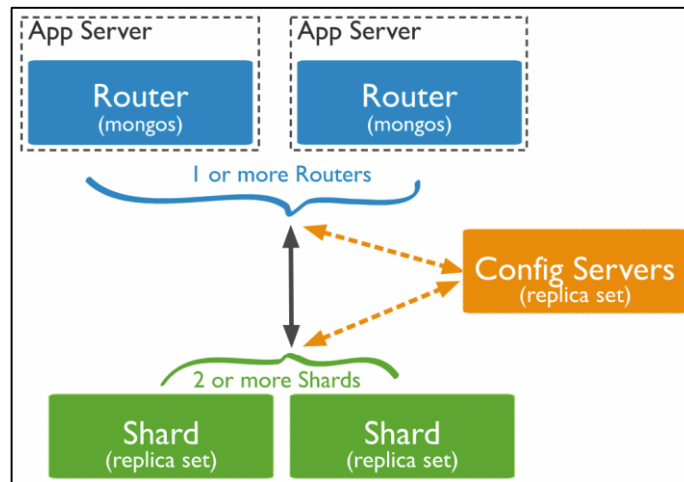 App Server
App Server
Router
(mongos)
Router
(mongos)
1 or more Routers
Config Servers
(replica set)
2 or more Shards
Shard
(replica set)
Shard
(replica set)